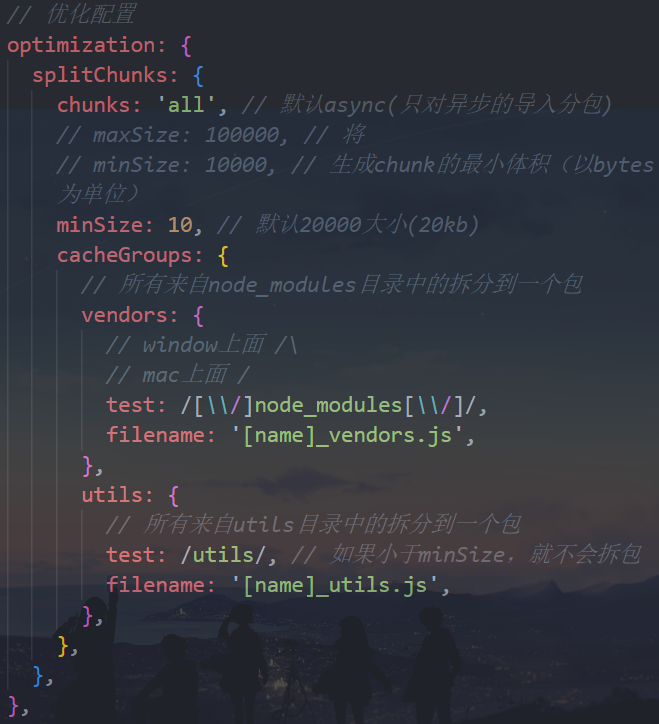 // 优化配置
optimization: {
splitChunks: {
chunks: 'all', // 默认async(只对异步的导入分包)
// maxSize: 100000, // 将
// minSize: 10000, // 生成chunk的最小体积（以bytes
为单位）
minSize: 10, // 默认20000大小(20kb)
cacheGroups: {
// 所有来自node_modules目录中的拆分到一个包
vendors: {
// window上面 /\
// mac上面 /
test: /[\\/]node_modules[\\/]/,
filename: '[name]_vendors.js',
},
utils: {
// 所有来自utils目录中的拆分到一个包
test: /utils/, // 如果小于minSize，就不会拆包
filename: '[name]_utils.js',
},
},
},
},